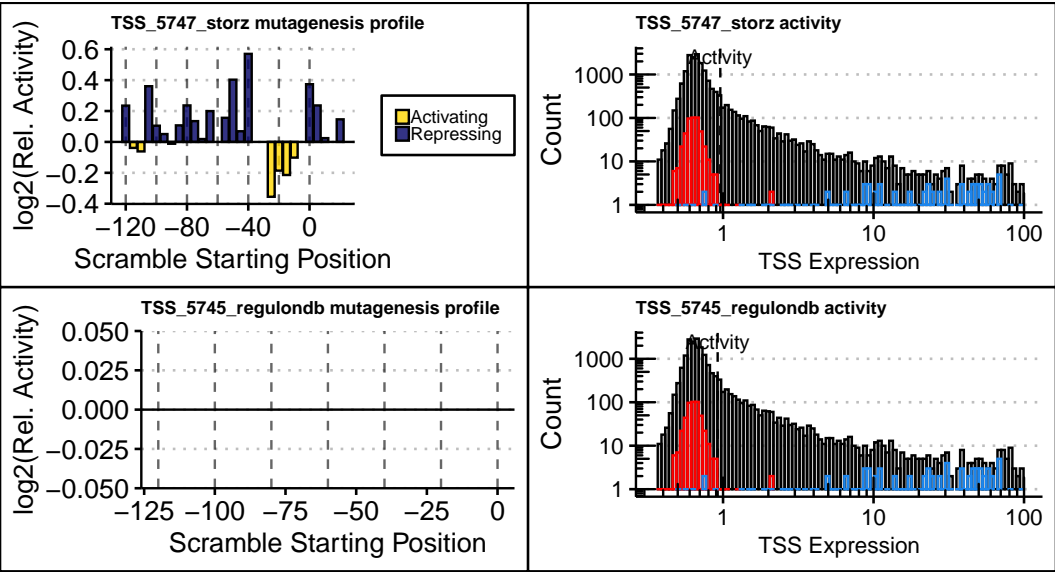 TSS_5747_storz mutagenesis profile
log2(Rel. Activity)
0.6
0.4
0.2
0.0
−0.2
−0.4
−120 −80 −40 0
Scramble Starting Position
Activating
Repressing
TSS_5747_storz activity
Activity
Count
1000
100
10
1
1 10 100
TSS Expression
TSS_5745_regulondb mutagenesis profile
log2(Rel. Activity)
0.050
0.025
0.000
−0.025
−0.050
−125 −100 −75 −50 −25 0
Scramble Starting Position
TSS_5745_regulondb activity
Activity
Count
1000
100
10
1
1 10 100
TSS Expression